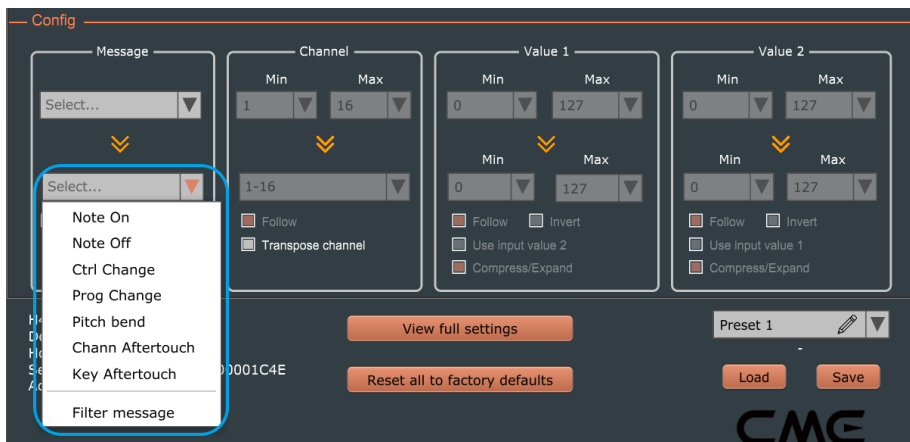 Config
Message
Channel
Value 1
Value 2
Min Max
Min Max
Min Max
Select...
1 16
0 127
0 127
Min Max
Min Max
Select...
1-16
0 127
0 127
Note On
Note Off
Ctrl Change
Prog Change
Pitch bend
Chann Aftertouch
Key Aftertouch
Filter message
Follow
Transpose channel
Follow Invert
Use input value 2
Compress/Expand
Follow Invert
Use input value 1
Compress/Expand
00001C4E
View full settings
Reset all to factory defaults
Preset 1
-
Load Save
CME